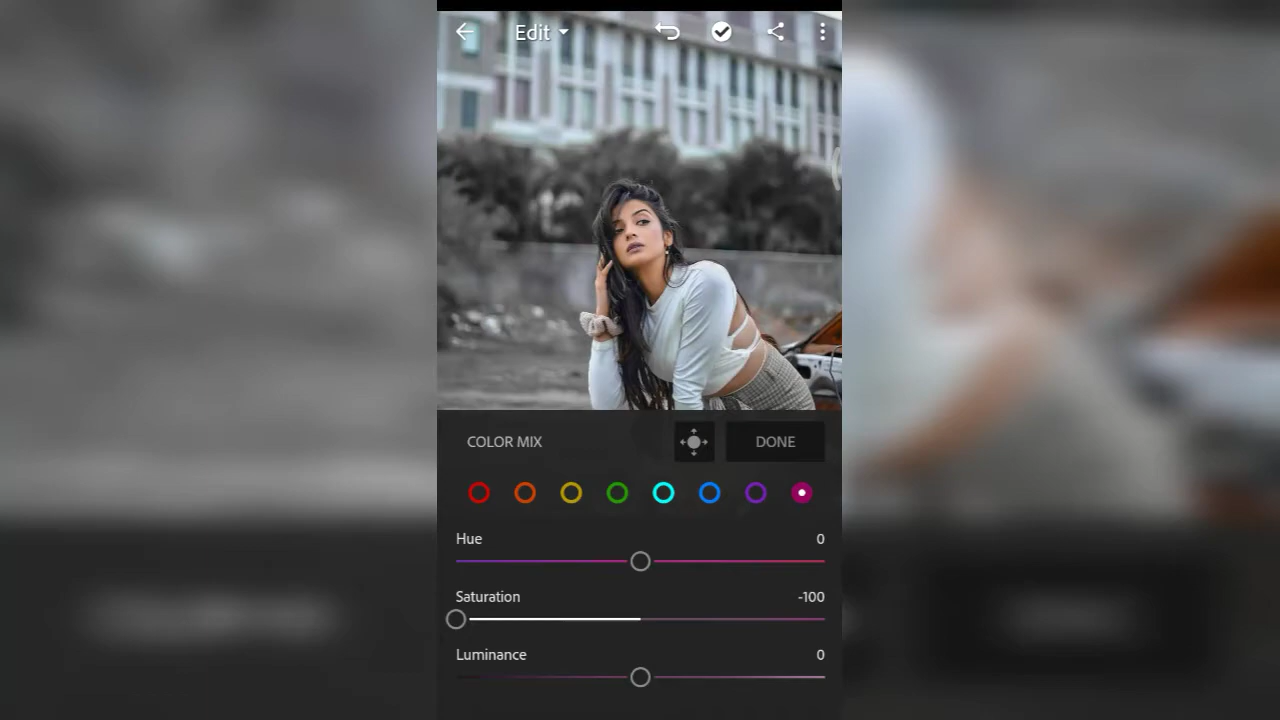 Edit
COLOR MIX
DONE
Hue 0
Saturation -100
Luminance 0